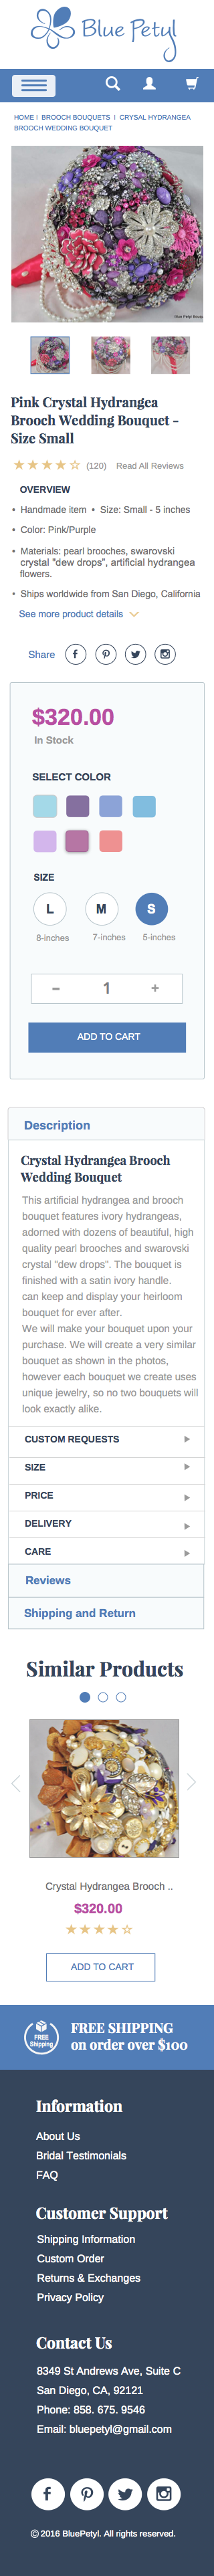 Blue Petyl
HOME I BROOCH BOUQUETS I CRYSAL HYDRANGEA
BROOCH WEDDING BOUQUET
Pink Crystal Hydrangea
Brooch Wedding Bouquet -
Size Small
(120) Read All Reviews
OVERVIEW
• Handmade item • Size: Small - 5 inches
• Color: Pink/Purple
• Materials: pearl brooches, swarovski
crystal "dew drops", artificial hydrangea
flowers.
• Ships worldwide from San Diego, California
See more product details
Share
$320.00
In Stock
SELECT COLOR
SIZE
L M S
8-inches 7-inches 5-inches
- 1 +
ADD TO CART
Description
Crystal Hydrangea Brooch
Wedding Bouquet
This artificial hydrangea and brooch
bouquet features ivory hydrangeas,
adorned with dozens of beautiful, high
quality pearl brooches and swarovski
crystal "dew drops". The bouquet is
finished with a satin ivory handle.
can keep and display your heirloom
bouquet for ever after.
We will make your bouquet upon your
purchase. We will create a very similar
bouquet as shown in the photos,
however each bouquet we create uses
unique jewelry, so no two bouquets will
look exactly alike.
CUSTOM REQUESTS
SIZE
PRICE
DELIVERY
CARE
Reviews
Shipping and Return
Similar Products
Crystal Hydrangea Brooch ..
$320.00
ADD TO CART
FREE
Shipping
FREE SHIPPING
on order over $100
Information
About Us
Bridal Testimonials
FAQ
Customer Support
Shipping Information
Custom Order
Returns & Exchanges
Privacy Policy
Contact Us
8349 St Andrews Ave, Suite C
San Diego, CA, 92121
Phone: 858. 675. 9546
Email: bluepetyl@gmail.com
© 2016 BluePetyl. All rights reserved.